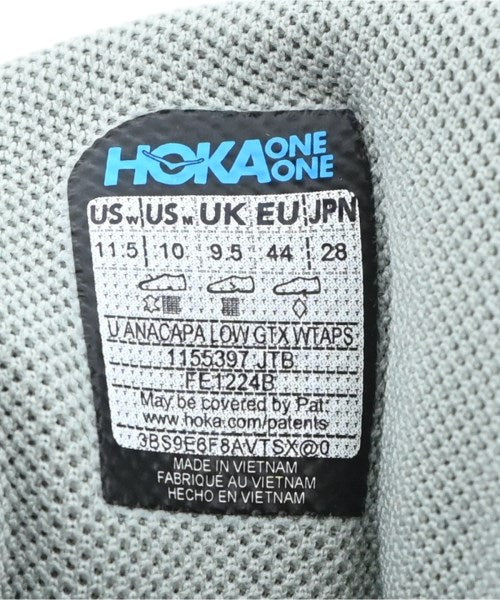 HOKA ONE ONE
US w US M UK EU JPN
11.5 10 9.5 44 28
U ANACAPA LOW GTX WTAPS
1155397 JTB
FE1224B
May be covered by Pat:
www.hoka.com/patents
3BS9E6F8AVTSX@0
MADE IN VIETNAM
FABRIQUÉ AU VIETNAM
HECHO EN VIETNAM